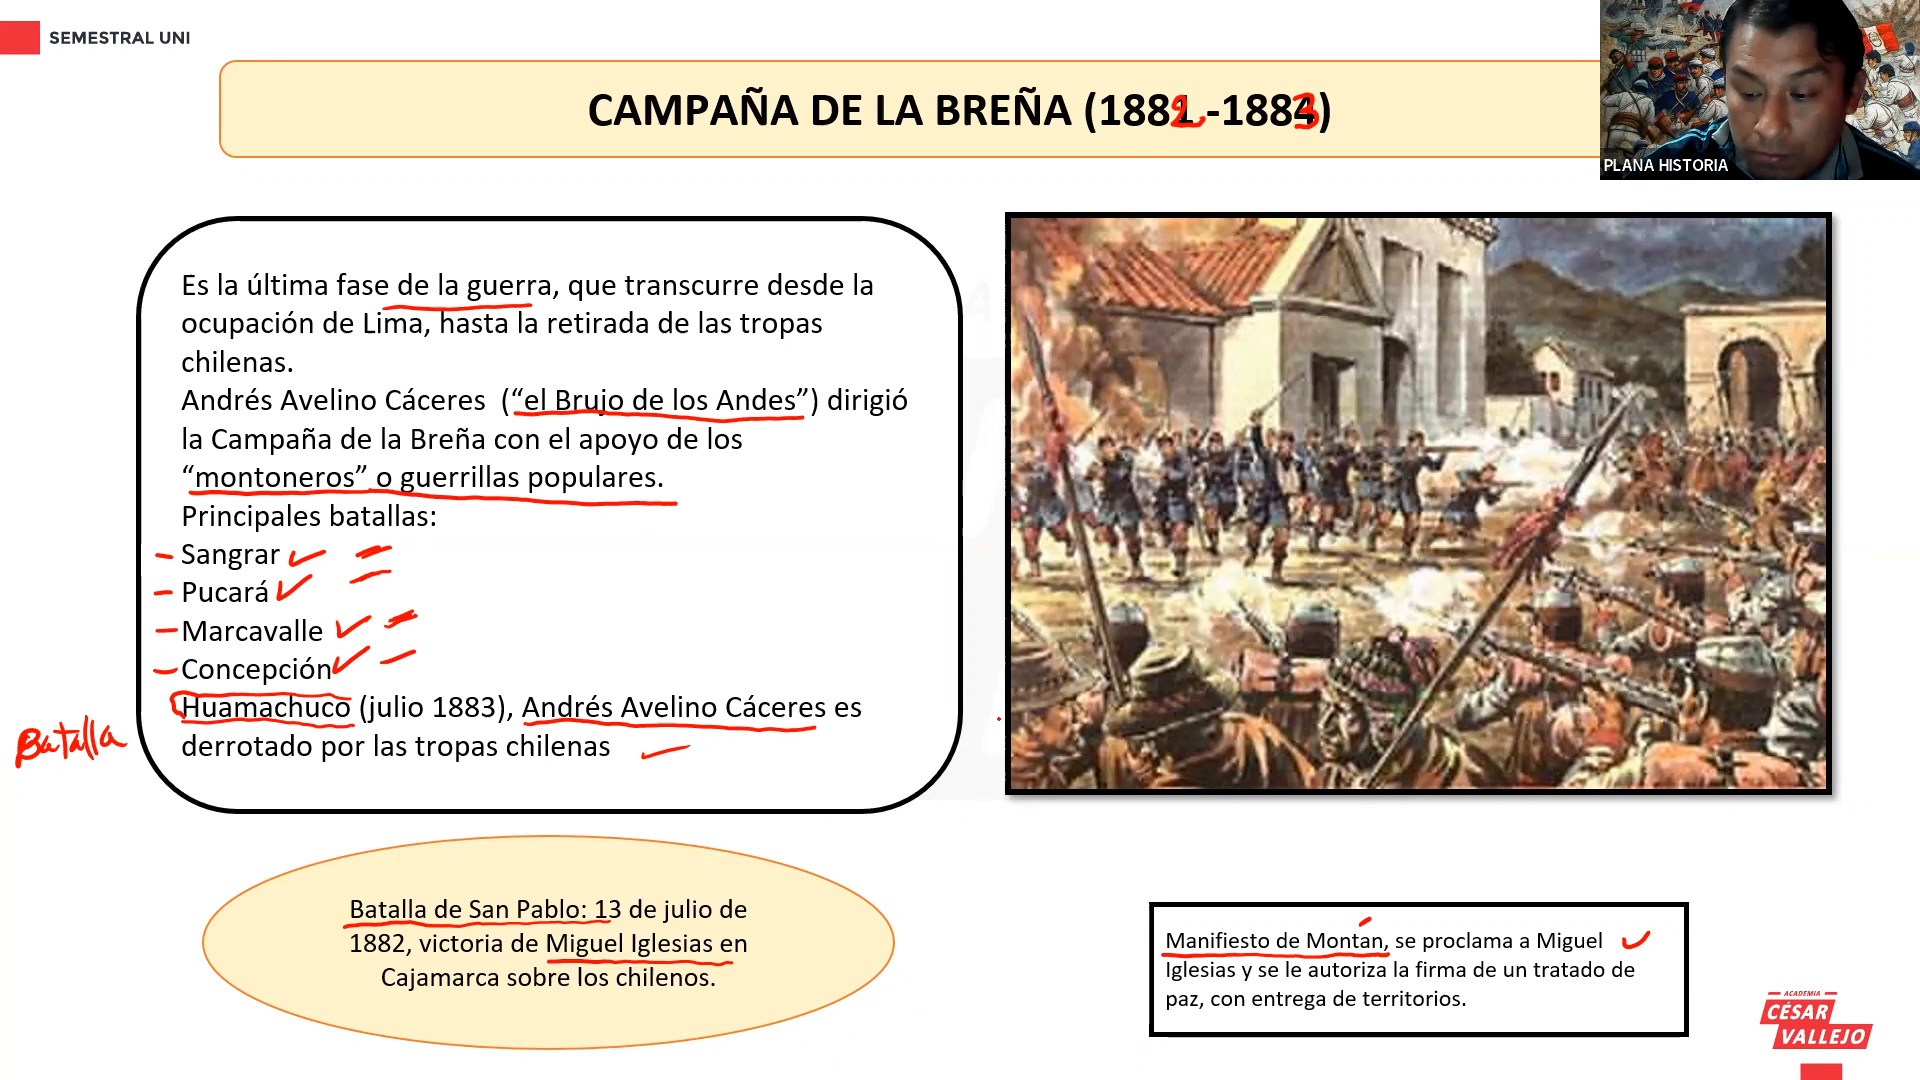 SEMESTRAL UNI
CAMPAÑA DE LA BREÑA (1882 -1883)
PLANA HISTORIA
Es la última fase de la guerra, que transcurre desde la
ocupación de Lima, hasta la retirada de las tropas
chilenas.
Andrés Avelino Cáceres (“el Brujo de los Andes”) dirigió
la Campaña de la Breña con el apoyo de los
“montoneros” o guerrillas populares.
Principales batallas:
- Sangrar
- Pucará
- Marcavalle
- Concepción
Huamachuco (julio 1883), Andrés Avelino Cáceres es
derrotado por las tropas chilenas
Batalla
Batalla de San Pablo: 13 de julio de
1882, victoria de Miguel Iglesias en
Cajamarca sobre los chilenos.
Manifiesto de Montán, se proclama a Miguel
Iglesias y se le autoriza la firma de un tratado de
paz, con entrega de territorios.
ACADEMIA
CÉSAR
VALLEJO